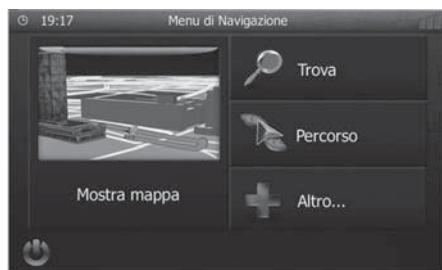 19:17 Menu di Navigazione
Trova
Percorso
Mostra mappa
Altro...